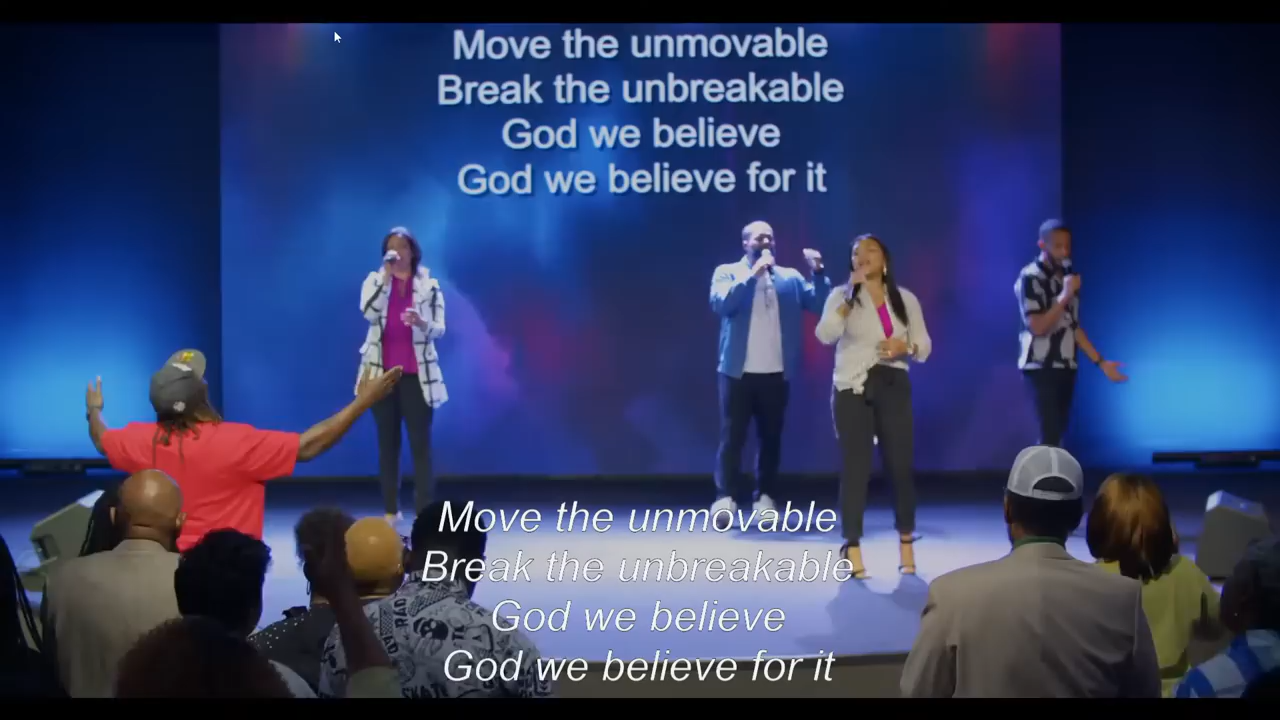 Move the unmovable
Break the unbreakable
God we believe
God we believe for it
Move the unmovable
Break the unbreakable
God we believe
God we believe for it
SKATE